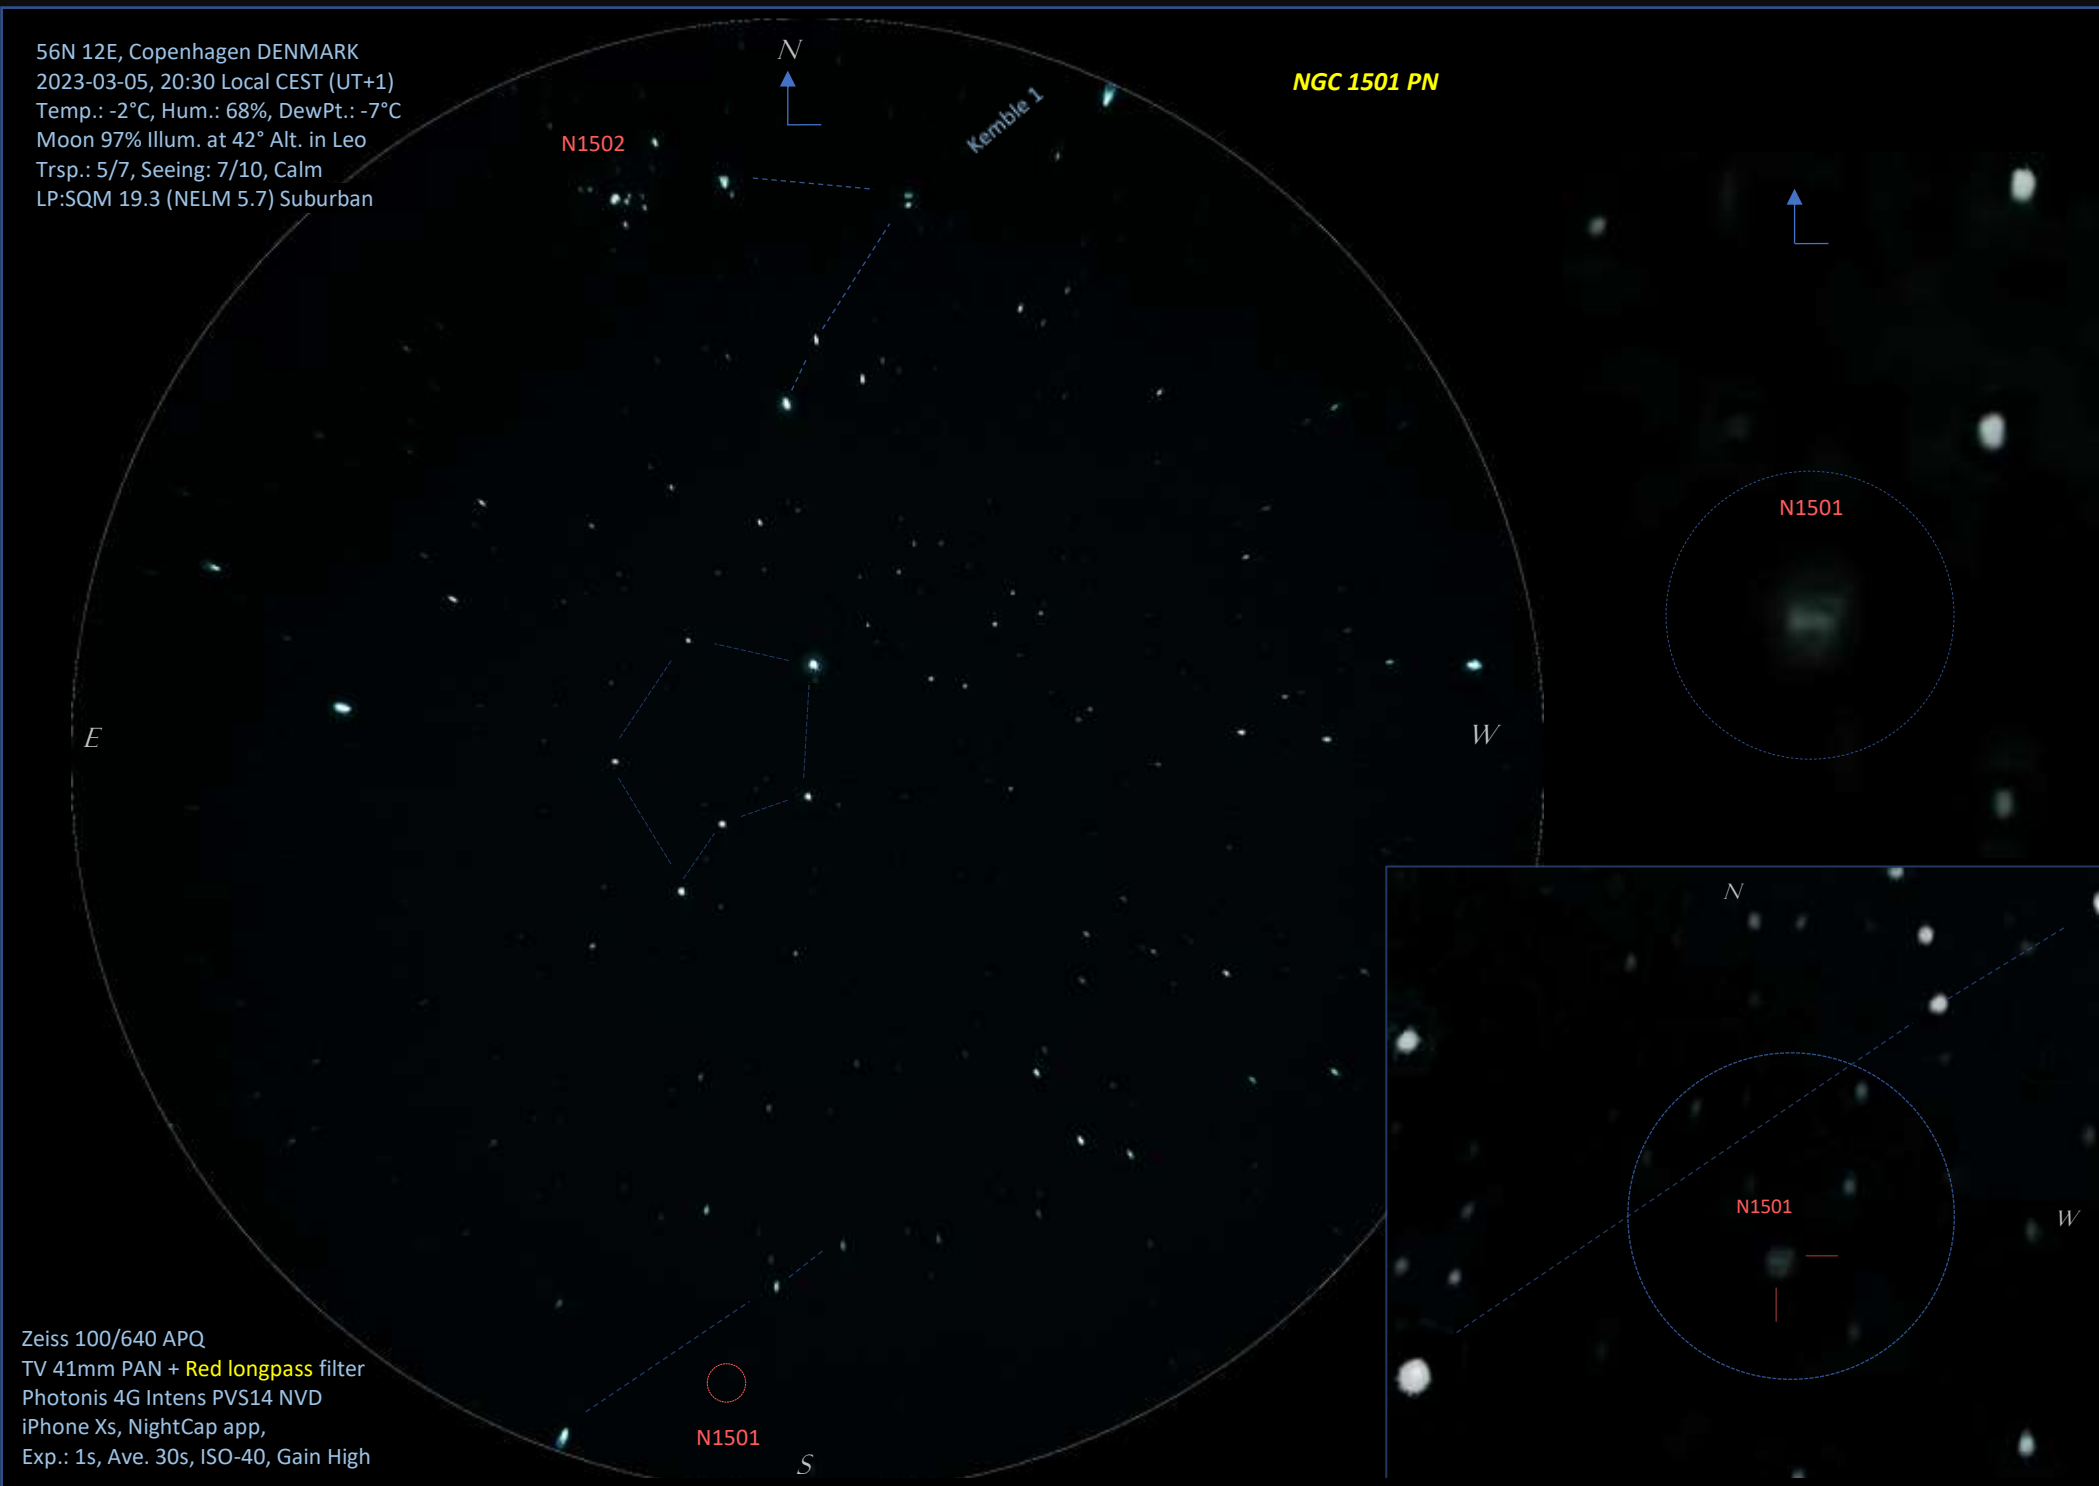 56N 12E, Copenhagen DENMARK
2023-03-05, 20:30 Local CEST (UT+1)
Temp.: -2°C, Hum.: 68%, DewPt.: -7°C
Moon 97% Illum. at 42° Alt. in Leo
Trsp.: 5/7, Seeing: 7/10, Calm
LP:SQM 19.3 (NELM 5.7) Suburban
N
Kemble 1
NGC 1501 PN
N1502
N1501
E
W
N
N1501
W
Zeiss 100/640 APQ
TV 41mm PAN + Red longpass filter
Photonis 4G Intens PVS14 NVD
iPhone Xs, NightCap app,
Exp.: 1s, Ave. 30s, ISO-40, Gain High
N1501
S